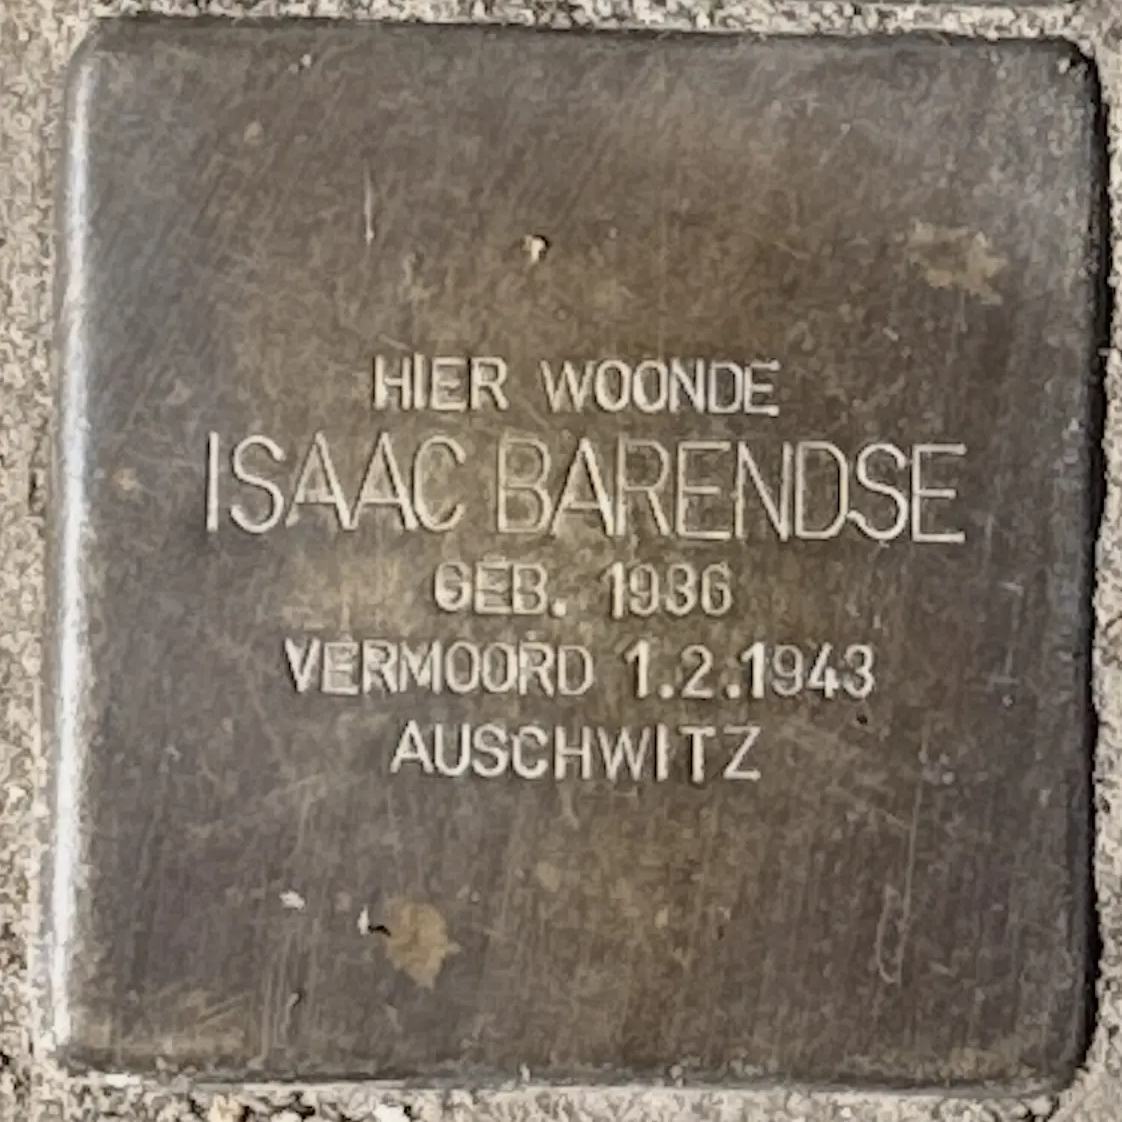 HIER WOONDE
ISAAC BARENDSE
GEB. 1936
VERMOORD 1.2.1943
AUSCHWITZ